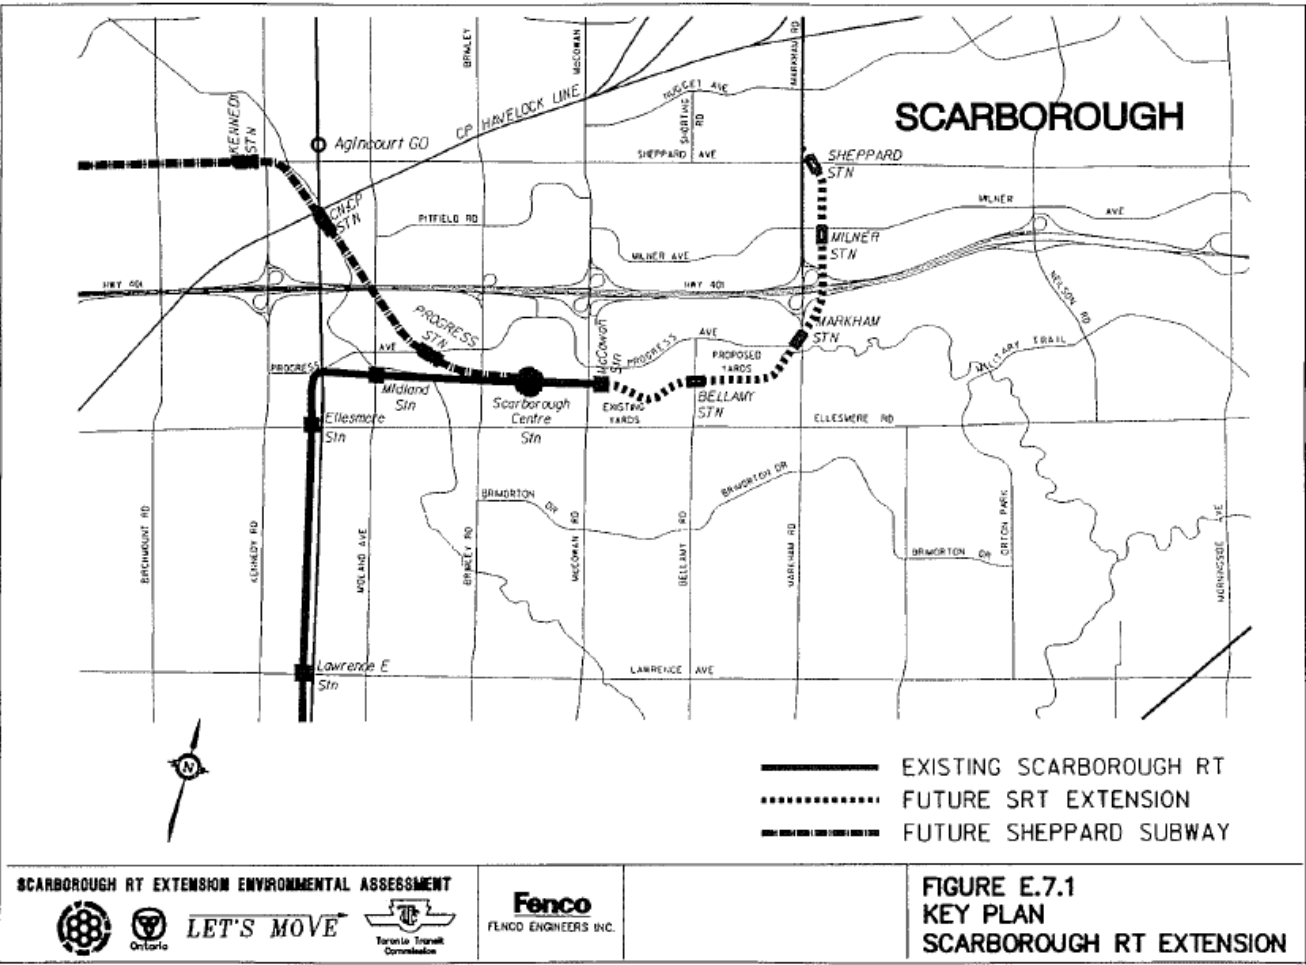 BRIMLEY
McCOWAN
MARKHAM RD
KENNEDY
STN
Agincourt GO
CP HAVELOCK LINE
NUGGET AVE
SHORTING
RD
SHEPPARD AVE
SCARBOROUGH
SHEPPARD
STN
CN-CP
STN
PITFIELD RD
MILNER AVE
MILNER
AVE
MILNER
STN
HWY 401
HWY 401
NEILSON RD
PROGRESS
STN
AVE
PROGRESS
McCowan
Stn
PROGRESS
AVE
PROPOSED
YARDS
MARKHAM
STN
MILITARY TRAIL
Midland
Stn
Scarborough
Centre
Stn
EXISTING
YARDS
BELLAMY
STN
Ellesmere
Stn
ELLESMERE RD
BRIMORTON DR
BRIMORTON DR
BRIMORTON DR
BIRCHMOUNT RD
KENNEDY RD
MIDLAND AVE
BRIMLEY RD
McCOWAN RD
BELLAMY RD
MARKHAM RD
ORTON PARK
MORNINGSIDE AVE
Lawrence E
Stn
LAWRENCE AVE
N
EXISTING SCARBOROUGH RT
FUTURE SRT EXTENSION
FUTURE SHEPPARD SUBWAY
SCARBOROUGH RT EXTENSION ENVIRONMENTAL ASSESSMENT
Ontario
LET'S MOVE
TTC
Toronto Transit
Commission
Fenco
FENCO ENGINEERS INC.
FIGURE E.7.1
KEY PLAN
SCARBOROUGH RT EXTENSION